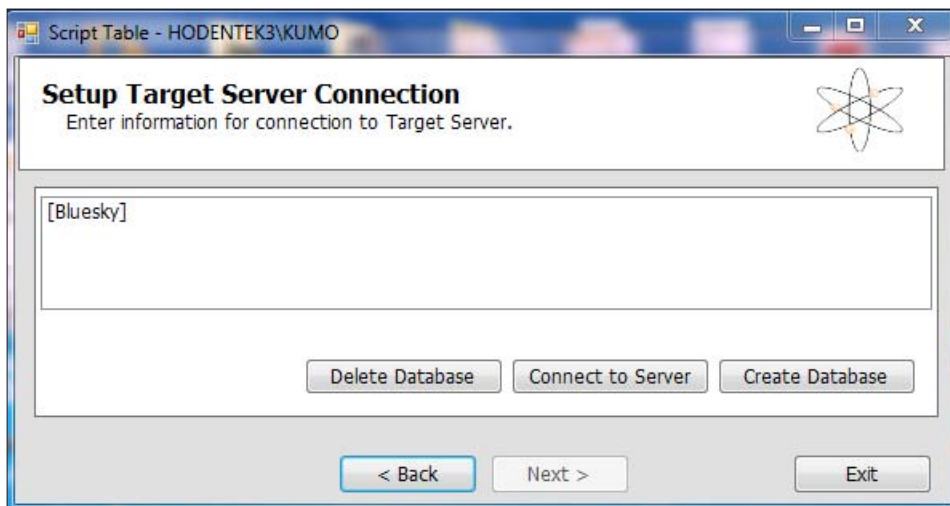 Script Table - HODENTEK3\KUMO
Setup Target Server Connection
Enter information for connection to Target Server.
[Bluesky]
Delete Database Connect to Server Create Database
< Back Next > Exit